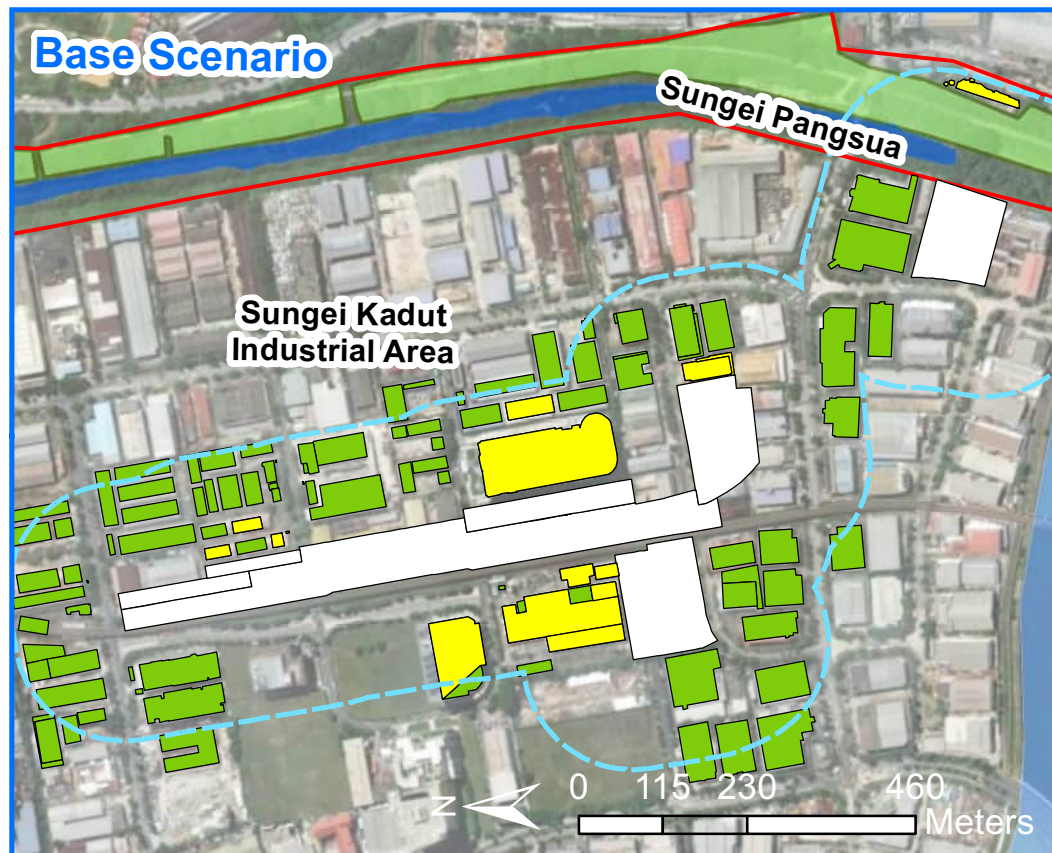 Base Scenario
Sungei Pangsua
Sungei Kadut
Industrial Area
N
0 115 230 460
Meters